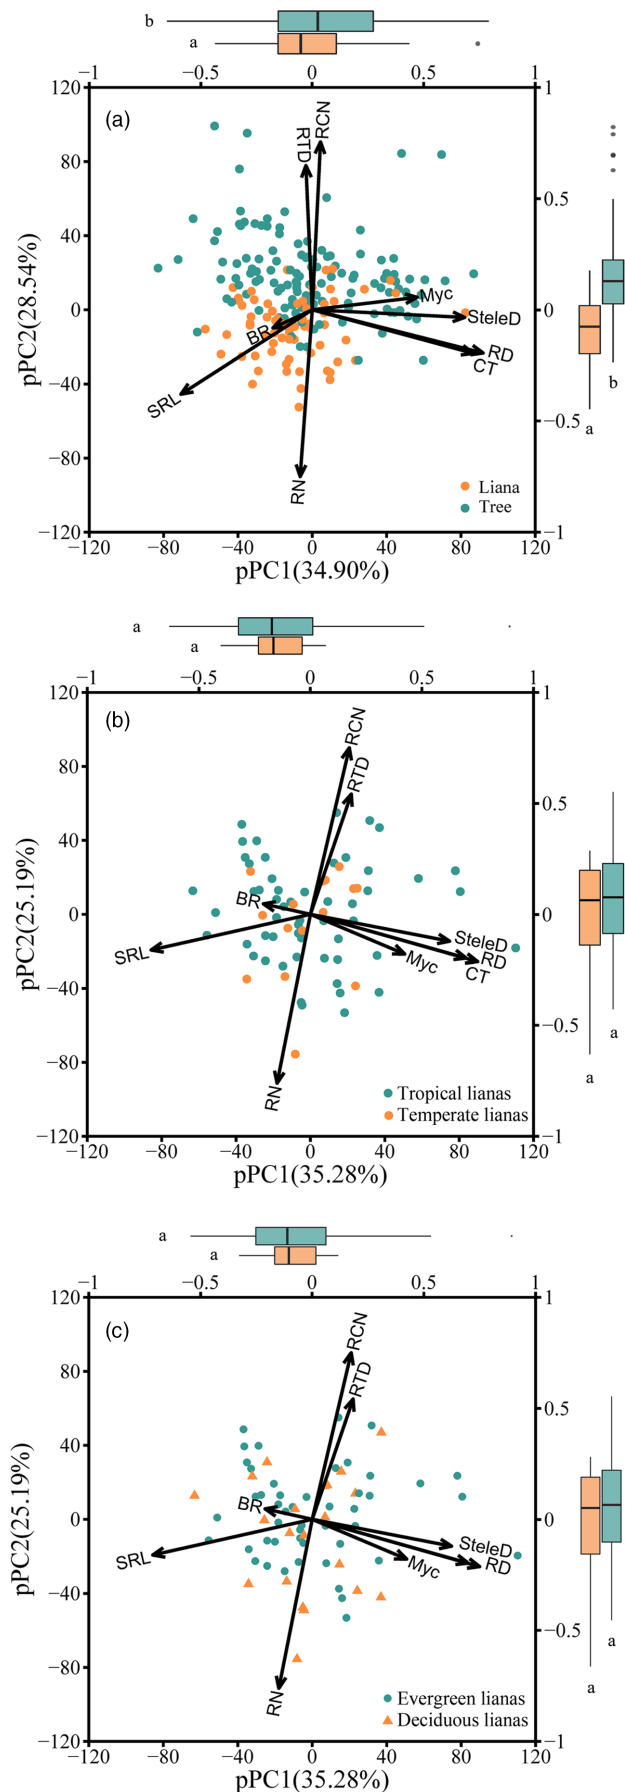 b
a
−1 −0.5 0 0.5 1
120 (a) RCN 1
RTD
80
0.5
40
Myc
0 SteleD 0
BR RD
CT
b
−40 SRL
a
−0.5
−80 RN
Liana
Tree
−120 −1
−120 −80 −40 0 40 80 120
pPC1(34.90%)
pPC2(28.54%)
a
a
−1 −0.5 0 0.5 1
120 (b) RCN 1
80 RTD
0.5
40
BR
0 0
SteleD
SRL Myc RD
CT
−40
−0.5
a
−80 a
RN
Tropical lianas
Temperate lianas
−120 −1
−120 −80 −40 0 40 80 120
pPC1(35.28%)
pPC2(25.19%)
a
a
−1 −0.5 0 0.5 1
120 (c) RCN 1
80 RTD
0.5
40
BR
0 0
SteleD
SRL Myc RD
−40
−0.5
a
−80 a
RN
Evergreen lianas
Deciduous lianas
−120 −1
−120 −80 −40 0 40 80 120
pPC1(35.28%)
pPC2(25.19%)